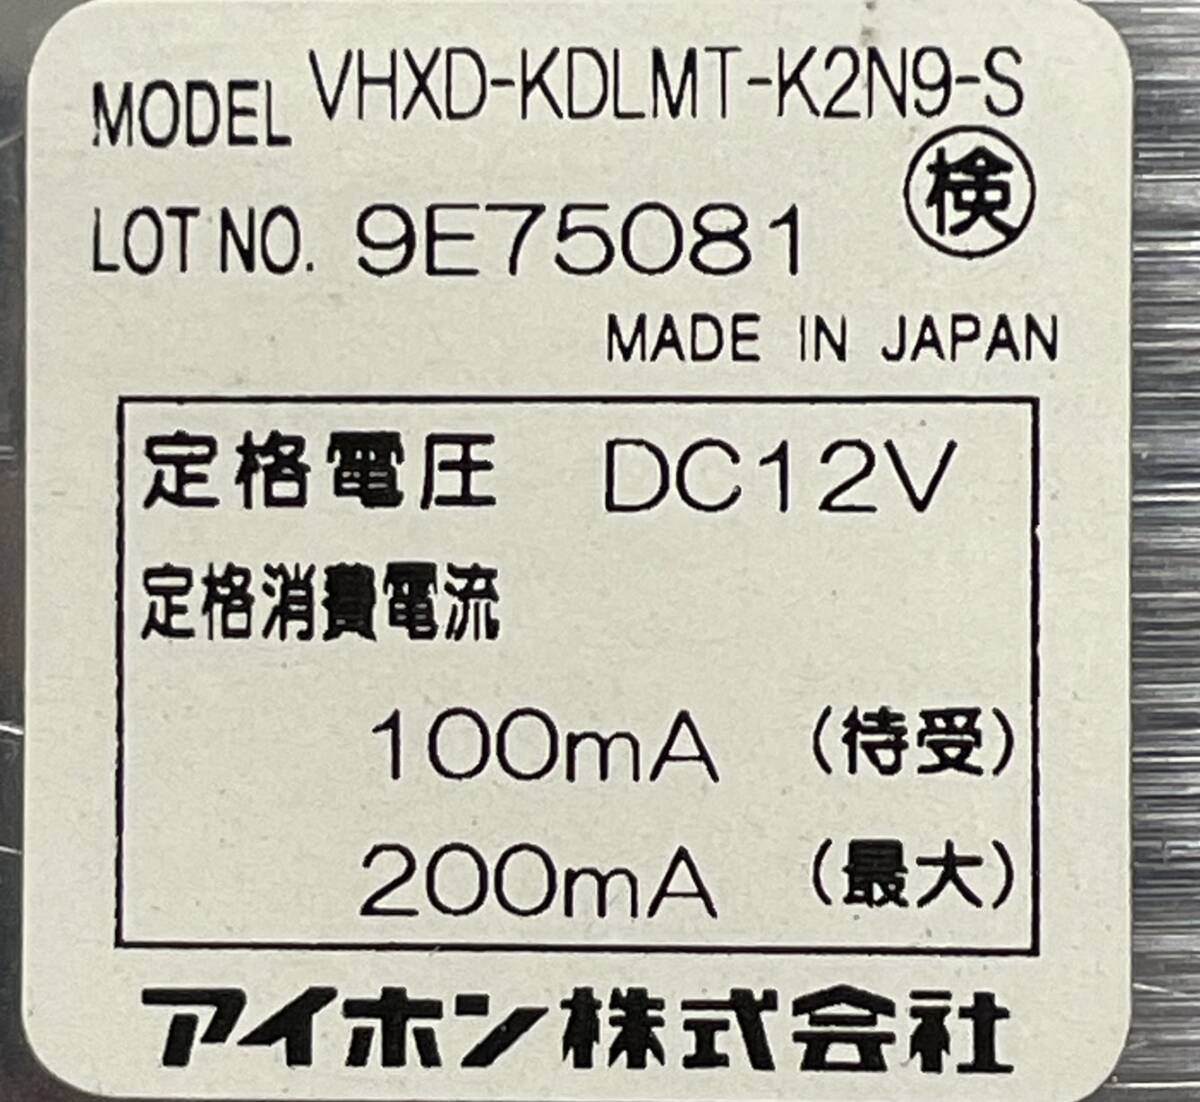 MODEL VHXD-KDLMT-K2N9-S
検
LOT NO. 9E75081
MADE IN JAPAN
定格電圧 DC12V
定格消費電流
100mA (待受)
200mA (最大)
アイホン株式会社